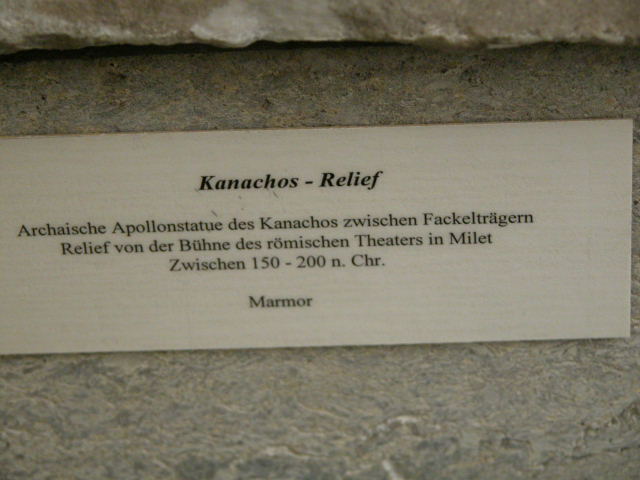 Kanachos - Relief
Archaische Apollonstatue des Kanachos zwischen Fackelträgern
Relief von der Bühne des römischen Theaters in Milet
Zwischen 150 - 200 n. Chr.
Marmor